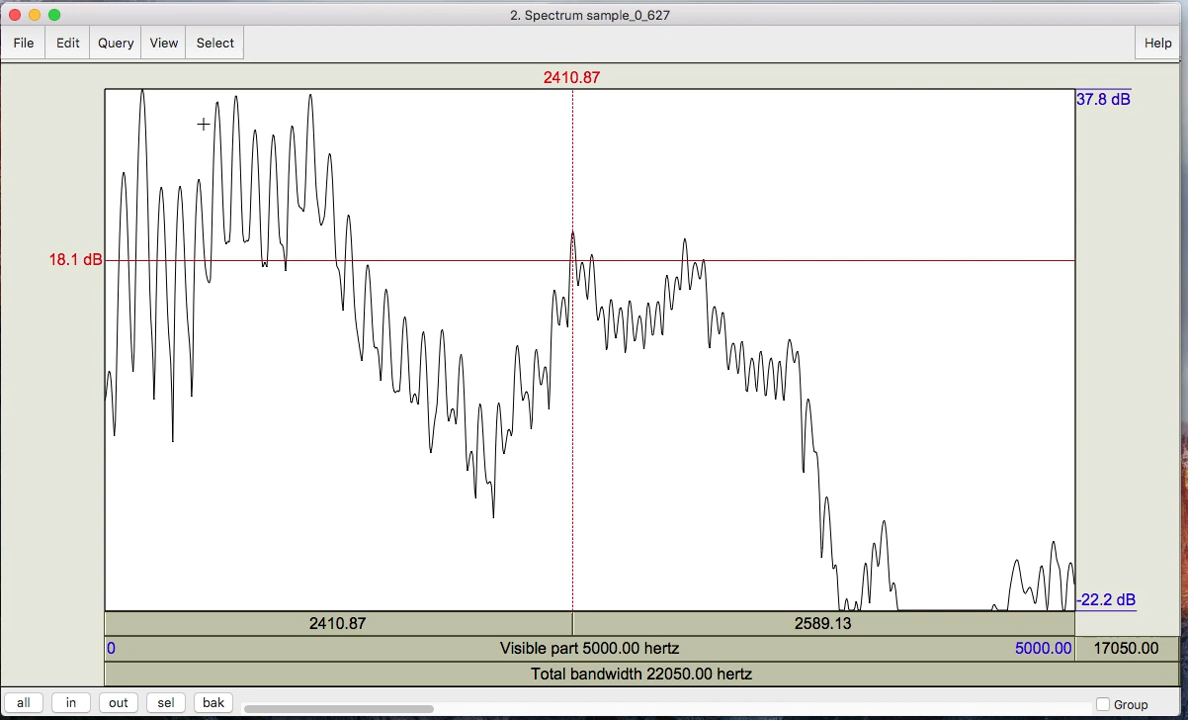 2. Spectrum sample_0_627
File Edit Query View Select Help
2410.87
37.8 dB
18.1 dB
-22.2 dB
2410.87 2589.13
0 Visible part 5000.00 hertz 5000.00 17050.00
Total bandwidth 22050.00 hertz
all in out sel bak Group